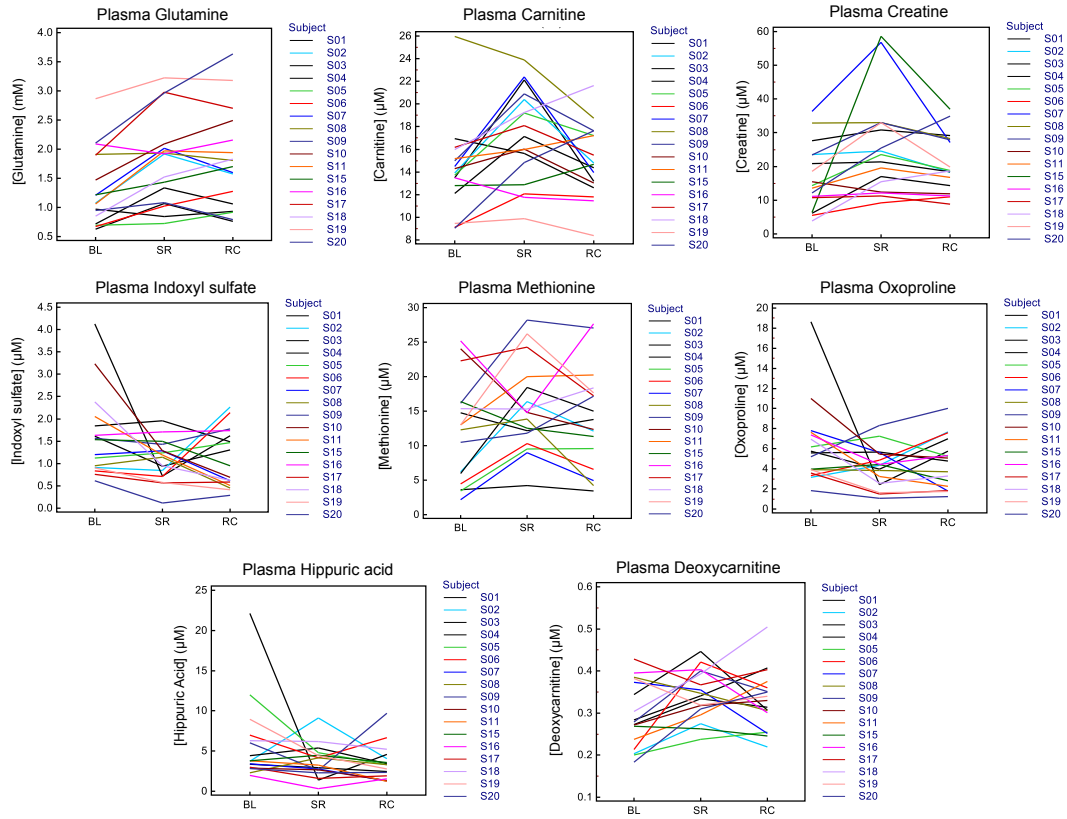 Plasma Glutamine
[Glutamine] (mM)
4.0
3.5
3.0
2.5
2.0
1.5
1.0
0.5
BL SR RC
Subject
S01
S02
S03
S04
S05
S06
S07
S08
S09
S10
S11
S15
S16
S17
S18
S19
S20
Plasma Carnitine
[Carnitine] (µM)
26
24
22
20
18
16
14
12
10
8
BL SR RC
Subject
S01
S02
S03
S04
S05
S06
S07
S08
S09
S10
S11
S15
S16
S17
S18
S19
S20
Plasma Creatine
[Creatine] (µM)
60
50
40
30
20
10
0
BL SR RC
Subject
S01
S02
S03
S04
S05
S06
S07
S08
S09
S10
S11
S15
S16
S17
S18
S19
S20
Plasma Indoxyl sulfate
[Indoxyl sulfate] (µM)
4.5
4.0
3.5
3.0
2.5
2.0
1.5
1.0
0.5
0.0
BL SR RC
Subject
S01
S02
S03
S04
S05
S06
S07
S08
S09
S10
S11
S15
S16
S17
S18
S19
S20
Plasma Methionine
[Methionine] (µM)
30
25
20
15
10
5
0
BL SR RC
Subject
S01
S02
S03
S04
S05
S06
S07
S08
S09
S10
S11
S15
S16
S17
S18
S19
S20
Plasma Oxoproline
[Oxoproline] (µM)
20
18
16
14
12
10
8
6
4
2
0
BL SR RC
Subject
S01
S02
S03
S04
S05
S06
S07
S08
S09
S10
S11
S15
S16
S17
S18
S19
S20
Plasma Hippuric acid
[Hippuric Acid] (µM)
25
20
15
10
5
0
BL SR RC
Subject
S01
S02
S03
S04
S05
S06
S07
S08
S09
S10
S11
S15
S16
S17
S18
S19
S20
Plasma Deoxycarnitine
[Deoxycarnitine] (µM)
0.6
0.5
0.4
0.3
0.2
0.1
BL SR RC
Subject
S01
S02
S03
S04
S05
S06
S07
S08
S09
S10
S11
S15
S16
S17
S18
S19
S20